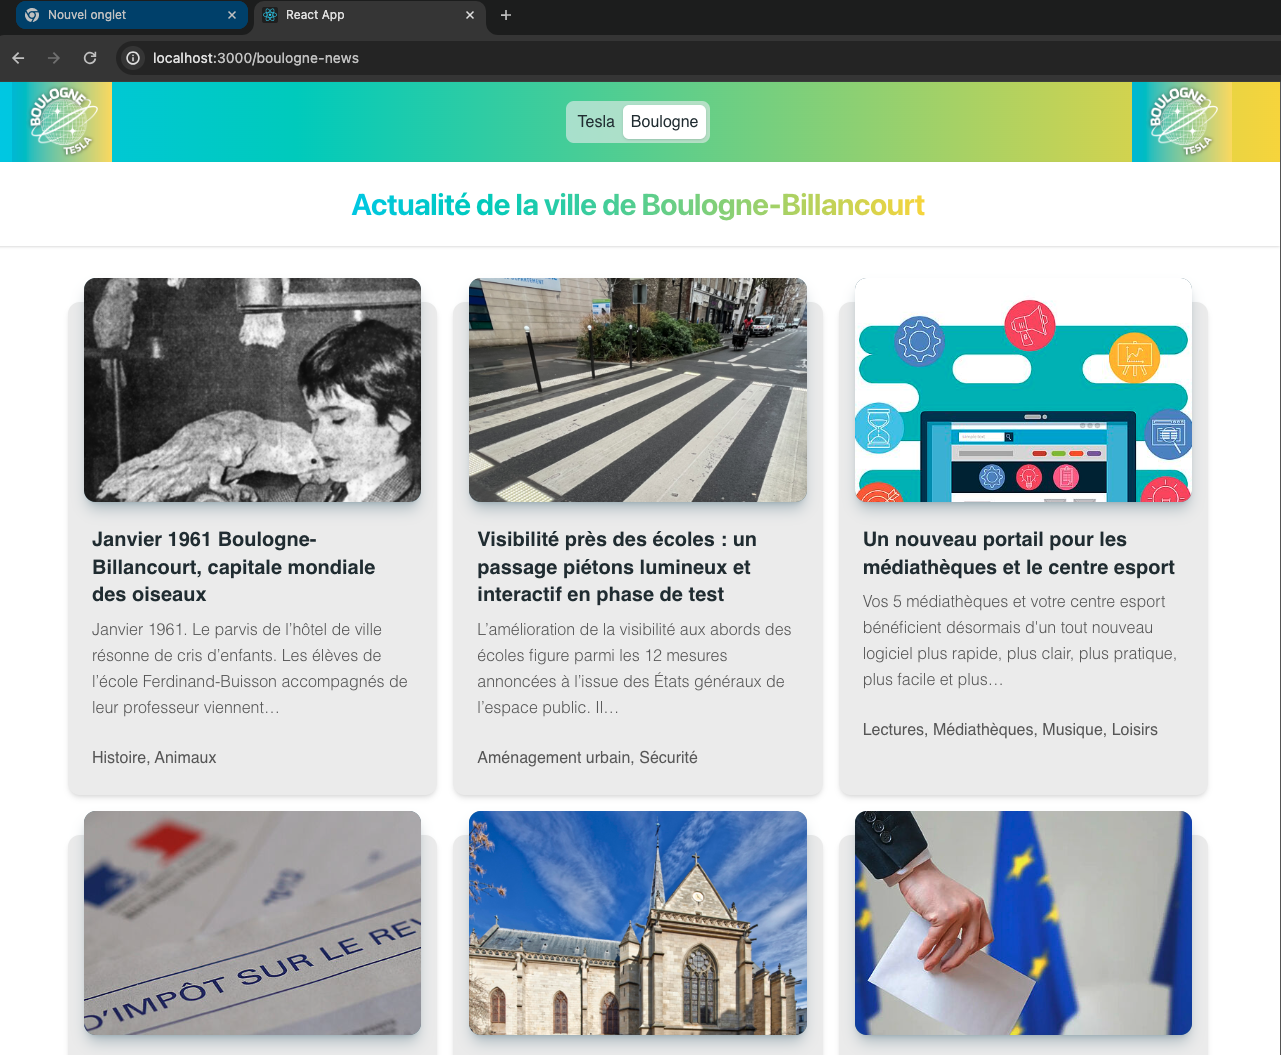 Nouvel onglet
React App
localhost:3000/boulogne-news
BOULOGNE
TESLA
Tesla
Boulogne
BOULOGNE
TESLA
Actualité de la ville de Boulogne-Billancourt
Janvier 1961 Boulogne-
Billancourt, capitale mondiale
des oiseaux
Janvier 1961. Le parvis de l’hôtel de ville
résonne de cris d’enfants. Les élèves de
l’école Ferdinand-Buisson accompagnés de
leur professeur viennent…
Histoire, Animaux
Visibilité près des écoles : un
passage piétons lumineux et
interactif en phase de test
L’amélioration de la visibilité aux abords des
écoles figure parmi les 12 mesures
annoncées à l’issue des États généraux de
l’espace public. Il…
Aménagement urbain, Sécurité
Un nouveau portail pour les
médiathèques et le centre esport
Vos 5 médiathèques et votre centre esport
bénéficient désormais d'un tout nouveau
logiciel plus rapide, plus clair, plus pratique,
plus facile et plus…
Lectures, Médiathèques, Musique, Loisirs
D'IMPÔT SUR LE REV